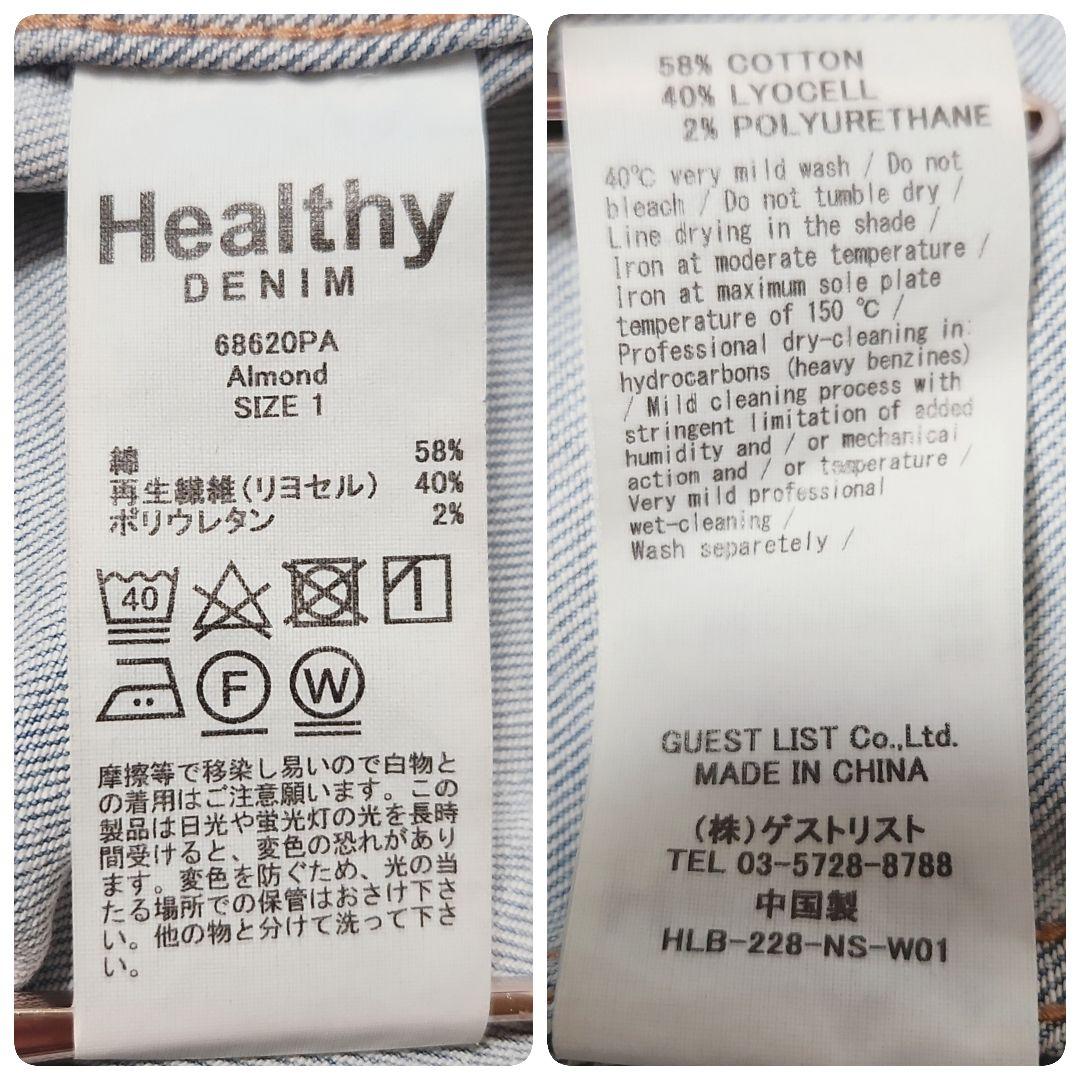 Healthy
DENIM
68620PA
Almond
SIZE 1
綿 58%
再生繊維(リヨセル) 40%
ポリウレタン 2%
40
F
W
摩擦等で移染し易いので白物と
の着用はご注意願います。この
製品は日光や蛍光灯の光を長時
間受けると、変色の恐れがあり
ます。変色を防ぐため、光の当
たる場所での保管はおさけ下さ
い。他の物と分けて洗って下さ
い。
58% COTTON
40% LYOCELL
2% POLYURETHANE
40℃ very mild wash / Do not
bleach / Do not tumble dry /
Line drying in the shade /
Iron at moderate temperature /
Iron at maximum sole plate
temperature of 150 ℃ /
Professional dry-cleaning in:
hydrocarbons (heavy benzines)
/ Mild cleaning process with
stringent limitation of added
humidity and / or mechanical
action and / or temperature /
Very mild professional
wet-cleaning /
Wash separetely /
GUEST LIST Co.,Ltd.
MADE IN CHINA
(株)ゲストリスト
TEL 03-5728-8788
中国製
HLB-228-NS-W01